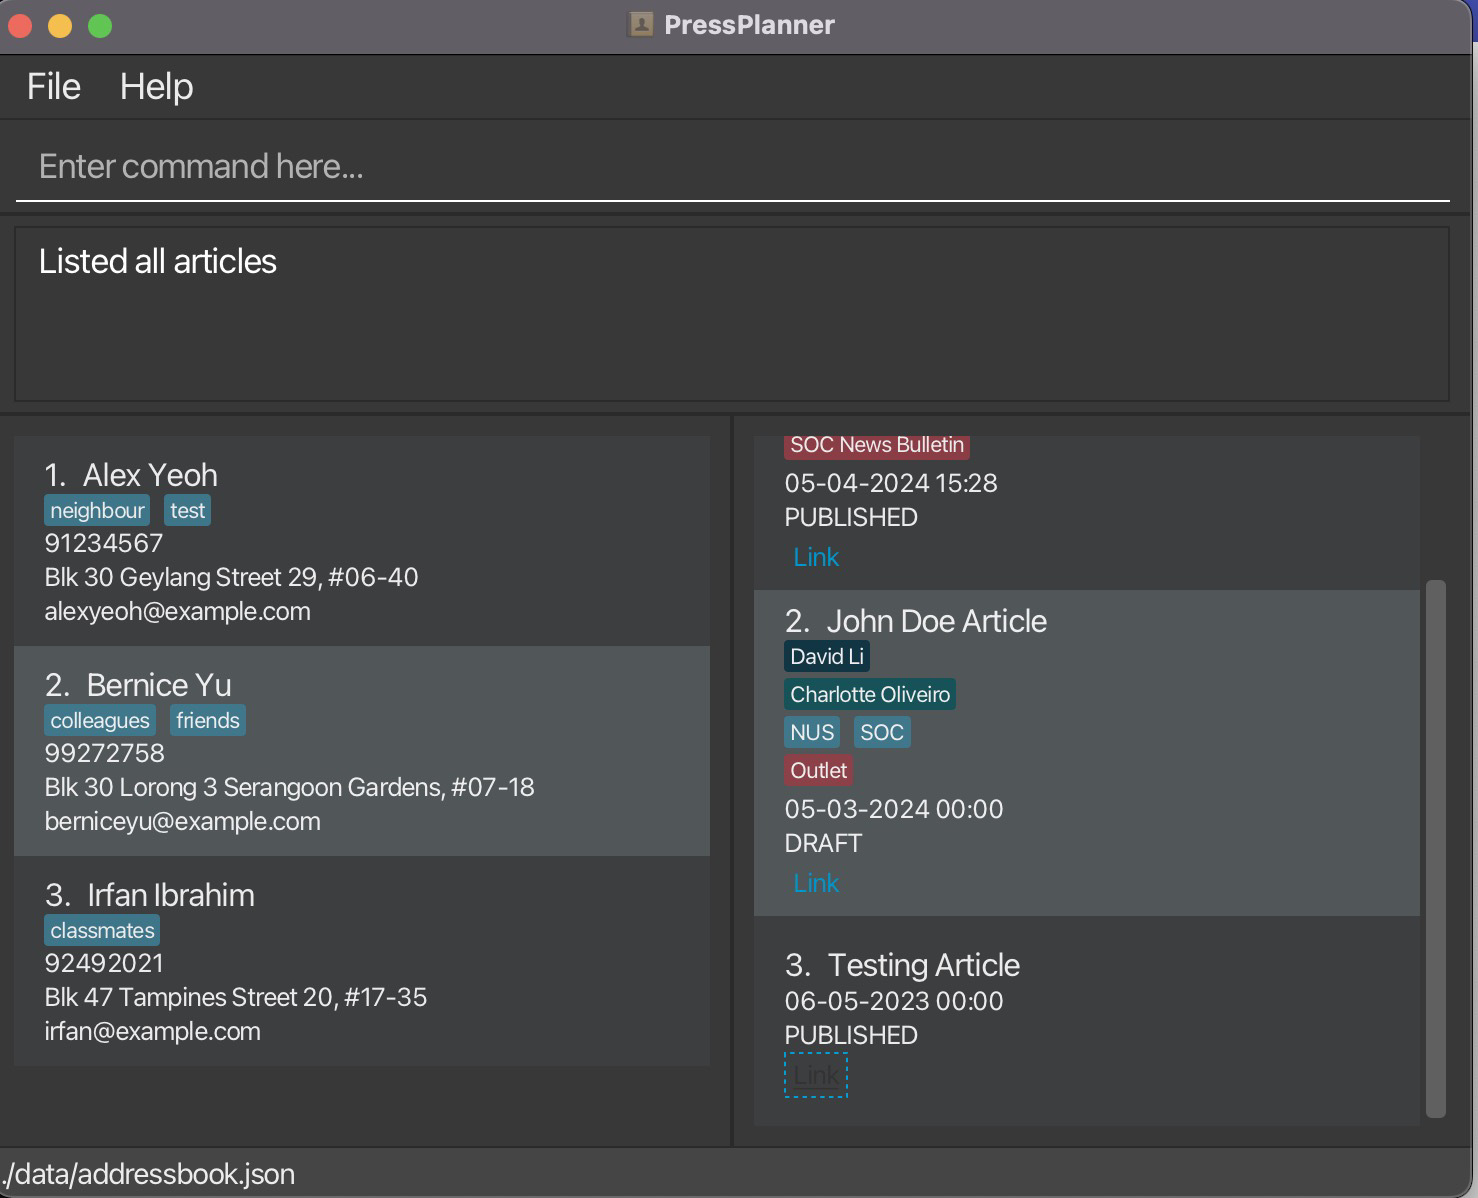 PressPlanner
File Help
Enter command here...
Listed all articles
1. Alex Yeoh
neighbour test
91234567
Blk 30 Geylang Street 29, #06-40
alexyeoh@example.com
2. Bernice Yu
colleagues friends
99272758
Blk 30 Lorong 3 Serangoon Gardens, #07-18
berniceyu@example.com
3. Irfan Ibrahim
classmates
92492021
Blk 47 Tampines Street 20, #17-35
irfan@example.com
SOC News Bulletin
05-04-2024 15:28
PUBLISHED
Link
2. John Doe Article
David Li
Charlotte Oliveiro
NUS SOC
Outlet
05-03-2024 00:00
DRAFT
Link
3. Testing Article
06-05-2023 00:00
PUBLISHED
Link
./data/addressbook.json